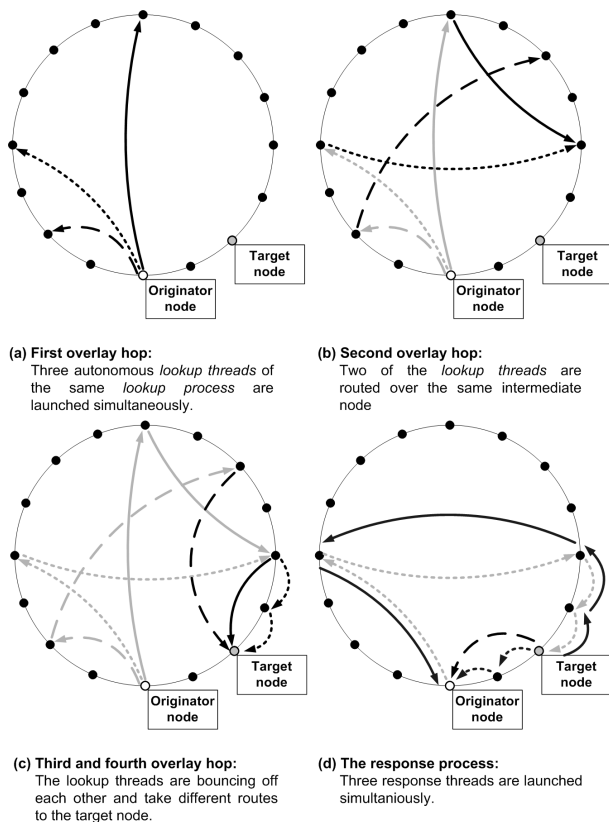 Originator
node
Target
node
Originator
node
Target
node
(a) First overlay hop:
Three autonomous lookup threads of
the same lookup process are
launched simultaneously.
(b) Second overlay hop:
Two of the lookup threads are
routed over the same intermediate
node
Originator
node
Target
node
Originator
node
Target
node
(c) Third and fourth overlay hop:
The lookup threads are bouncing off
each other and take different routes
to the target node.
(d) The response process:
Three response threads are launched
simultaniously.